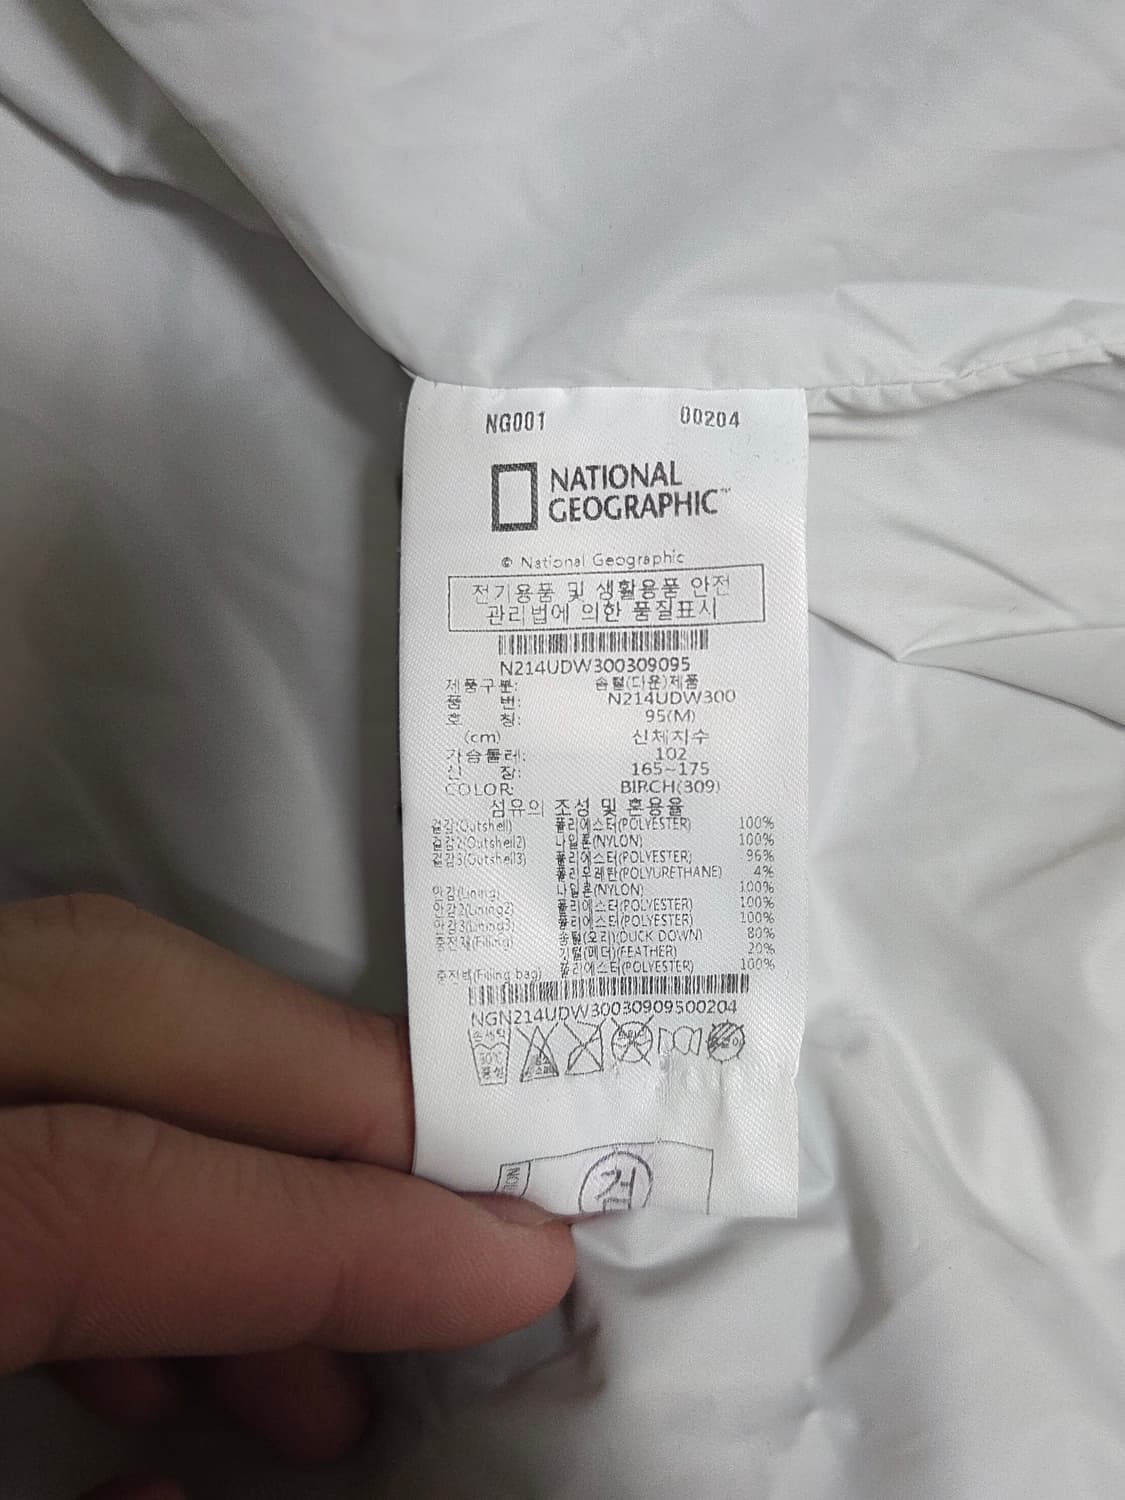 NG001 00204
NATIONAL
GEOGRAPHIC™
© National Geographic
전기용품 및 생활용품 안전
관리법에 의한 품질표시
N214UDW300309095
제품구분: 솜털(다운)제품
품 번: N214UDW300
호 칭: 95(M)
(cm) 신체치수
가슴둘레: 102
신 장: 165~175
COLOR: BIRCH(309)
섬유의 조성 및 혼용율
겉감(Outshell) 폴리에스터(POLYESTER) 100%
겉감2(Outshell2) 나일론(NYLON) 100%
겉감3(Outshell3) 폴리에스터(POLYESTER) 96%
폴리우레탄(POLYURETHANE) 4%
안감(Lining) 나일론(NYLON) 100%
안감2(Lining2) 폴리에스터(POLYESTER) 100%
안감3(Lining3) 폴리에스터(POLYESTER) 100%
충전재(Filling) 솜털(오리)(DUCK DOWN) 80%
깃털(페더)(FEATHER) 20%
충전백(Filling bag) 폴리에스터(POLYESTER) 100%
NGN214UDW30030909500204
손세탁
30℃
중성